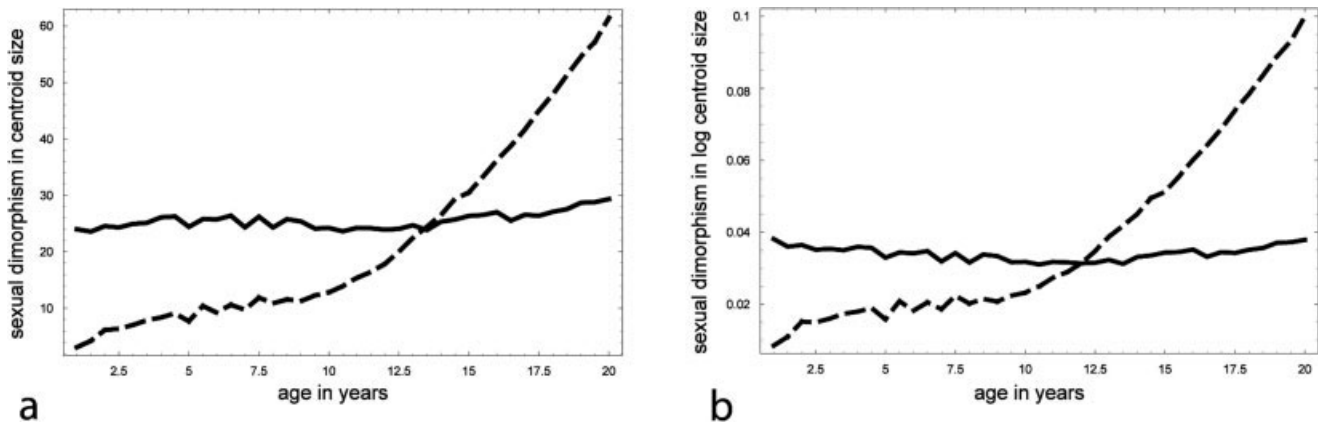 sexual dimorphism in centroid size
60
50
40
30
20
10
2.5 5 7.5 10 12.5 15 17.5 20
age in years
a
sexual dimorphism in log centroid size
0.1
0.08
0.06
0.04
0.02
2.5 5 7.5 10 12.5 15 17.5 20
age in years
b